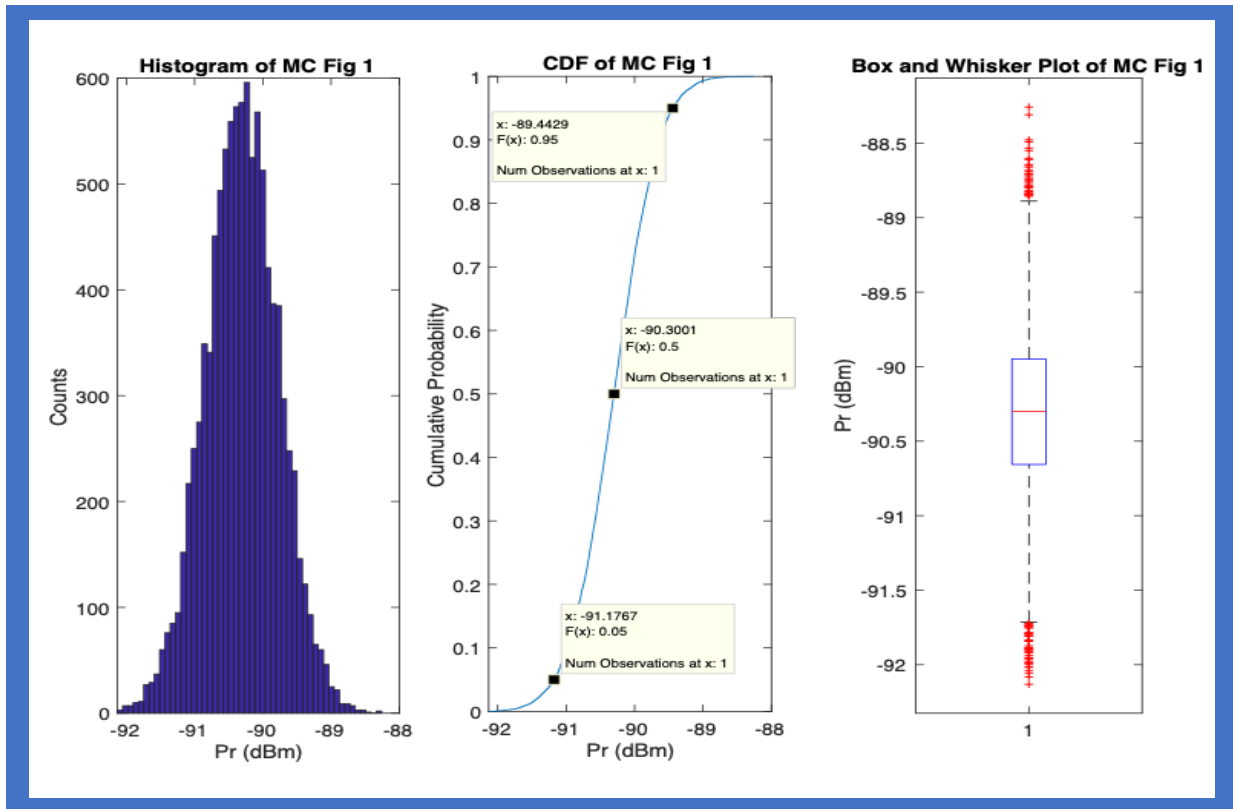 Histogram of MC Fig 1
600
500
400
300
200
100
0
Counts
-92
-91
-90
-89
-88
Pr (dBm)
CDF of MC Fig 1
1
0.9
0.8
0.7
0.6
0.5
0.4
0.3
0.2
0.1
0
Cumulative Probability
x: -89.4429
F(x): 0.95
Num Observations at x: 1
x: -90.3001
F(x): 0.5
Num Observations at x: 1
x: -91.1767
F(x): 0.05
Num Observations at x: 1
-92
-91
-90
-89
-88
Pr (dBm)
Box and Whisker Plot of MC Fig 1
-88.5
-89
-89.5
-90
-90.5
-91
-91.5
-92
Pr (dBm)
1